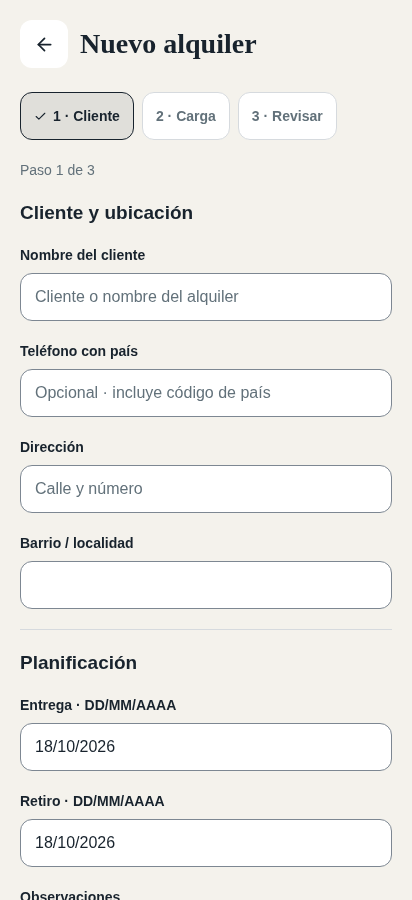 Nuevo alquiler
1 · Cliente
2 · Carga
3 · Revisar
Paso 1 de 3
Cliente y ubicación
Nombre del cliente
Cliente o nombre del alquiler
Teléfono con país
Opcional · incluye código de país
Dirección
Calle y número
Barrio / localidad
Planificación
Entrega · DD/MM/AAAA
18/10/2026
Retiro · DD/MM/AAAA
18/10/2026
Observaciones